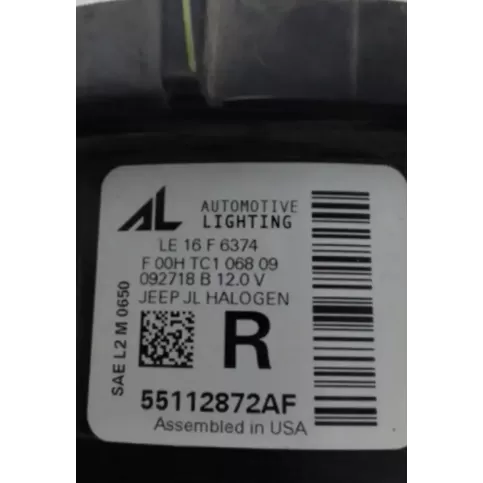 AL AUTOMOTIVE
LIGHTING
LE 16 F 6374
F 00H TC1 068 09
092718 B 12.0 V
JEEP JL HALOGEN
SAE L2 M 0650
R
55112872AF
Assembled in USA